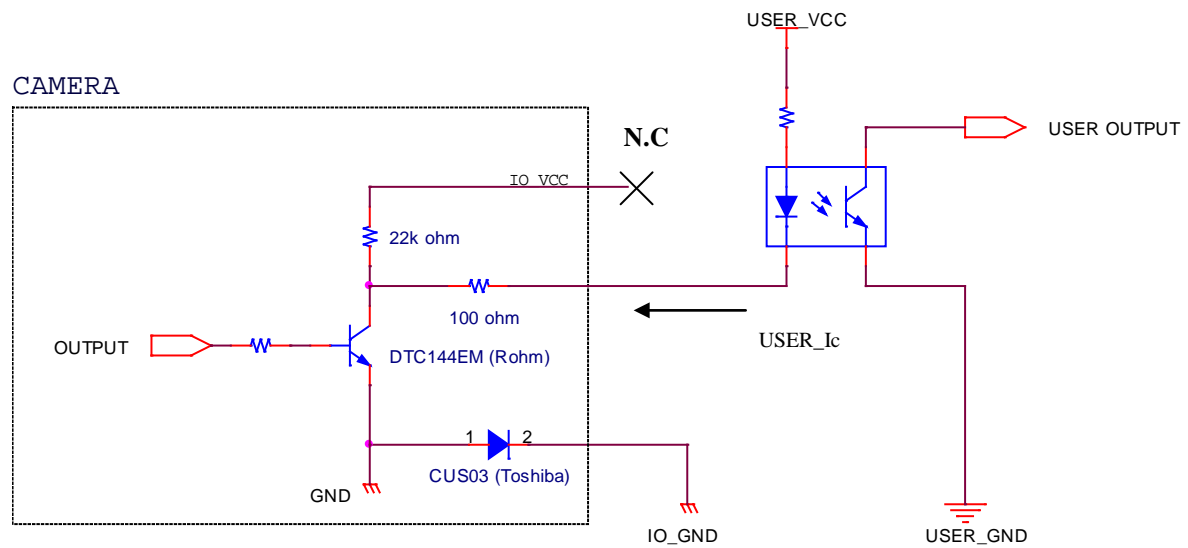 USER_VCC
CAMERA
N.C
USER OUTPUT
IO_VCC
22k ohm
100 ohm
USER_Ic
OUTPUT
DTC144EM (Rohm)
1 2
CUS03 (Toshiba)
GND
IO_GND
USER_GND